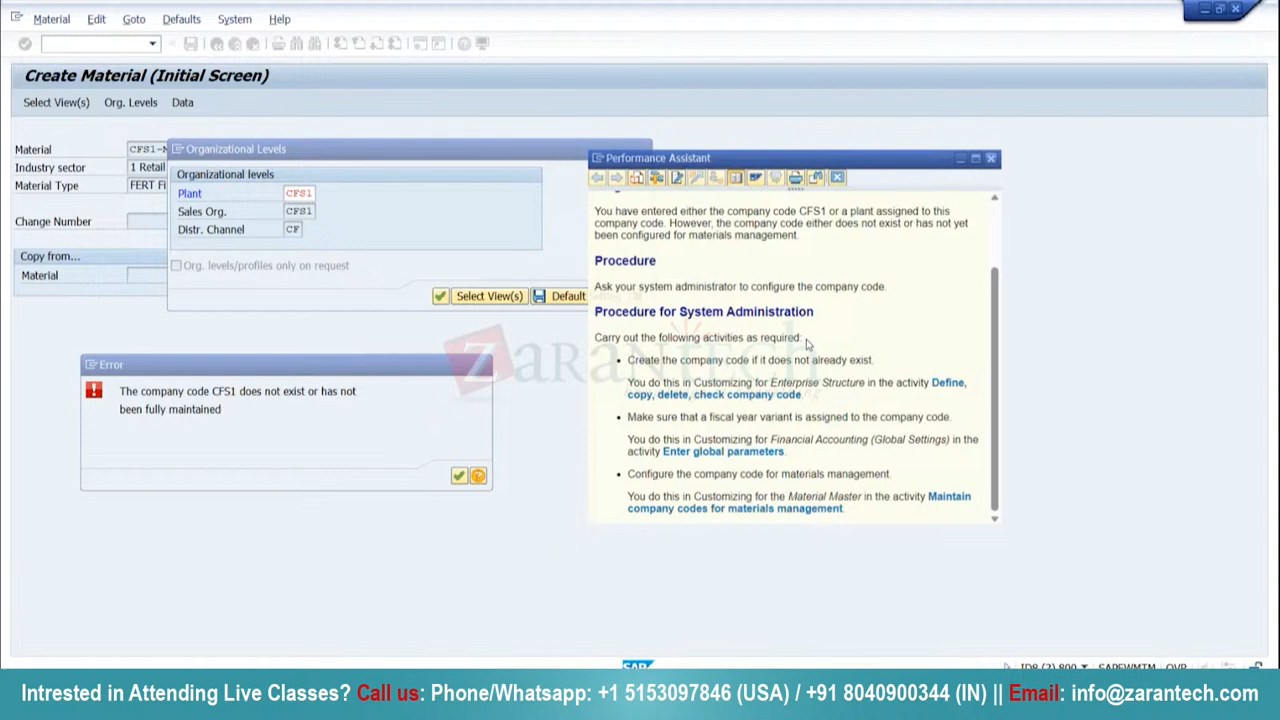 Material Edit Goto Defaults System Help
Create Material (Initial Screen)
Select View(s) Org. Levels Data
Material CFS1-M
Industry sector 1 Retail
Material Type FERT Fi
Change Number
Copy from...
Material
Organizational Levels
Organizational levels
Plant CFS1
Sales Org. CFS1
Distr. Channel CF
Org. levels/profiles only on request
Select View(s) Default
Error
The company code CFS1 does not exist or has not
been fully maintained
Performance Assistant
You have entered either the company code CFS1 or a plant assigned to this
company code. However, the company code either does not exist or has not yet
been configured for materials management.
Procedure
Ask your system administrator to configure the company code.
Procedure for System Administration
Carry out the following activities as required:
• Create the company code if it does not already exist.
You do this in Customizing for Enterprise Structure in the activity Define,
copy, delete, check company code.
• Make sure that a fiscal year variant is assigned to the company code.
You do this in Customizing for Financial Accounting (Global Settings) in the
activity Enter global parameters.
• Configure the company code for materials management.
You do this in Customizing for the Material Master in the activity Maintain
company codes for materials management.
ZaranTech
SAP
Intrested in Attending Live Classes? Call us: Phone/Whatsapp: +1 5153097846 (USA) / +91 8040900344 (IN) || Email: info@zarantech.com